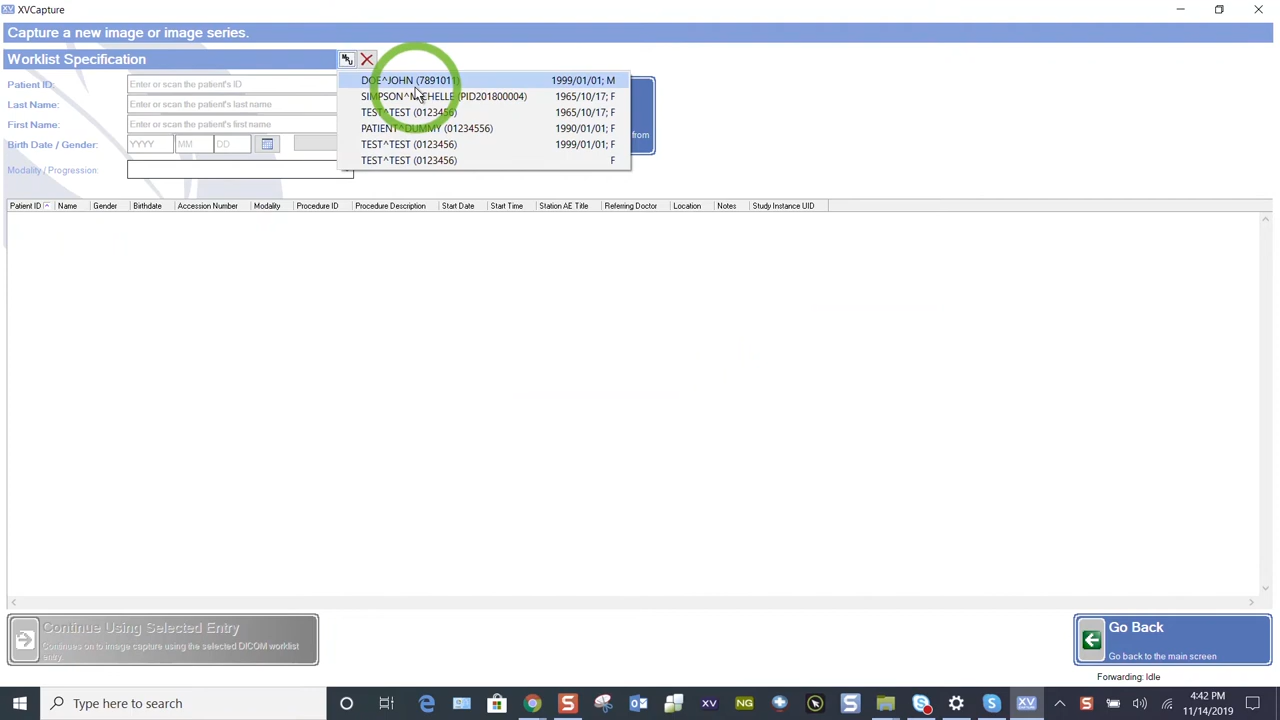 XVCapture
Capture a new image or image series.
Worklist Specification
Patient ID: Enter or scan the patient's ID
Last Name: Enter or scan the patient's last name
First Name: Enter or scan the patient's first name
Birth Date / Gender: YYYY MM DD
Modality / Progression:
DOE^JOHN (7891011) 1999/01/01; M
SIMPSON^MICHELLE (PID201800004) 1965/10/17; F
TEST^TEST (0123456) 1965/10/17; F
PATIENT^DUMMY (01234556) 1990/01/01; F
TEST^TEST (0123456) 1999/01/01; F
TEST^TEST (0123456) F
from
Patient ID Name Gender Birthdate Accession Number Modality Procedure ID Procedure Description Start Date Start Time Station AE Title Referring Doctor Location Notes Study Instance UID
Continue Using Selected Entry
Continues on to image capture using the selected DICOM worklist
entry.
Go Back
Go back to the main screen
Forwarding: Idle
Type here to search
XV
NG
XV
4:42 PM
11/14/2019